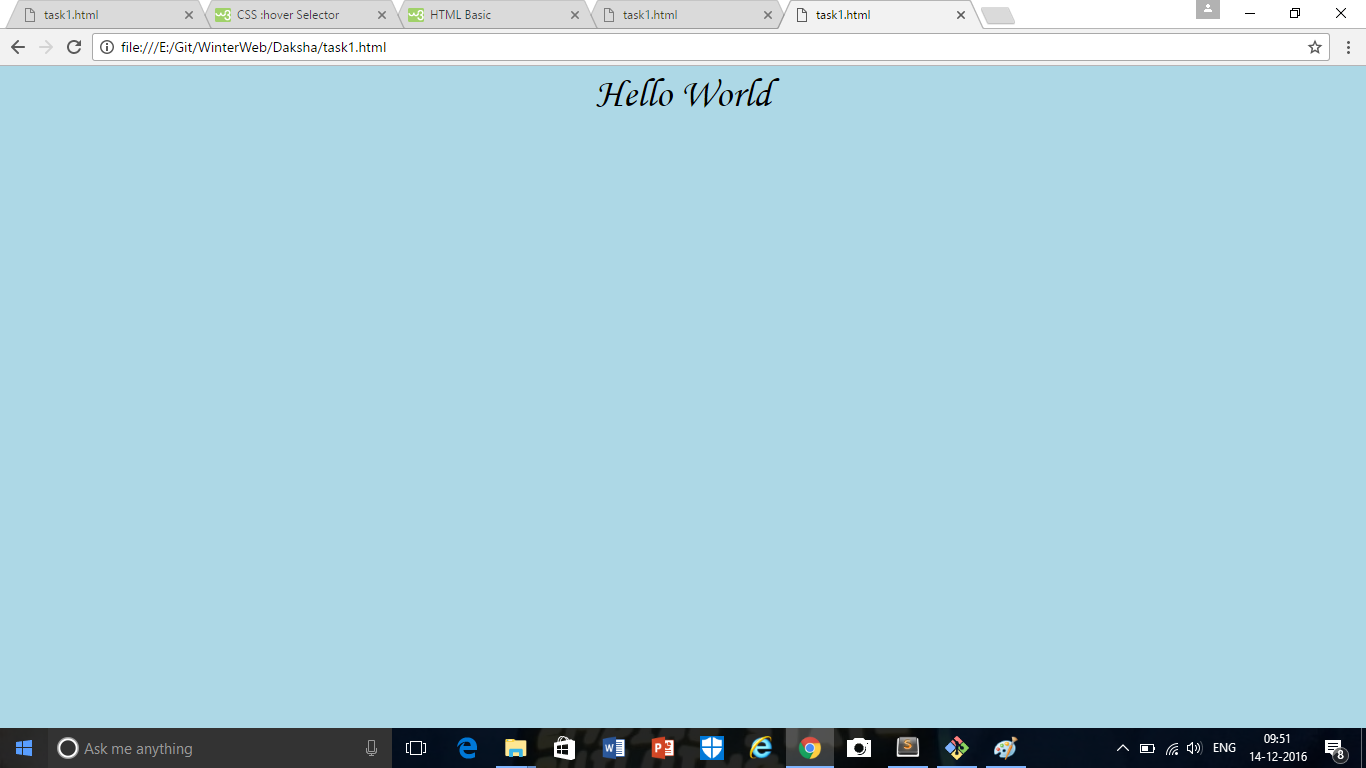 task1.html
CSS :hover Selector
HTML Basic
task1.html
task1.html
file:///E:/Git/WinterWeb/Daksha/task1.html
Hello World
Ask me anything
ENG
09:51
14-12-2016
8